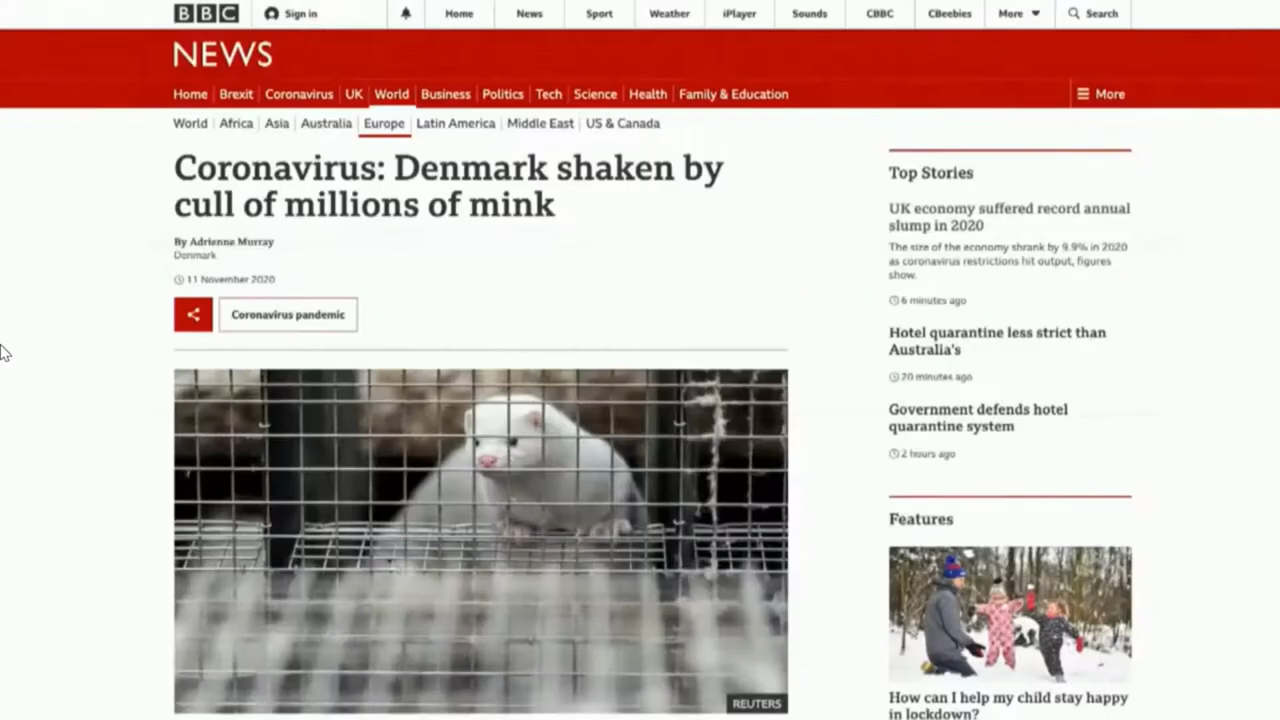 BBC Sign in Home News Sport Weather iPlayer Sounds CBBC CBeebies More Search
NEWS
Home Brexit Coronavirus UK World Business Politics Tech Science Health Family & Education More
World Africa Asia Australia Europe Latin America Middle East US & Canada
Coronavirus: Denmark shaken by
cull of millions of mink
By Adrienne Murray
Denmark
11 November 2020
Coronavirus pandemic
REUTERS
Top Stories
UK economy suffered record annual
slump in 2020
The size of the economy shrank by 9.9% in 2020
as coronavirus restrictions hit output, figures
show.
6 minutes ago
Hotel quarantine less strict than
Australia's
20 minutes ago
Government defends hotel
quarantine system
2 hours ago
Features
How can I help my child stay happy
in lockdown?